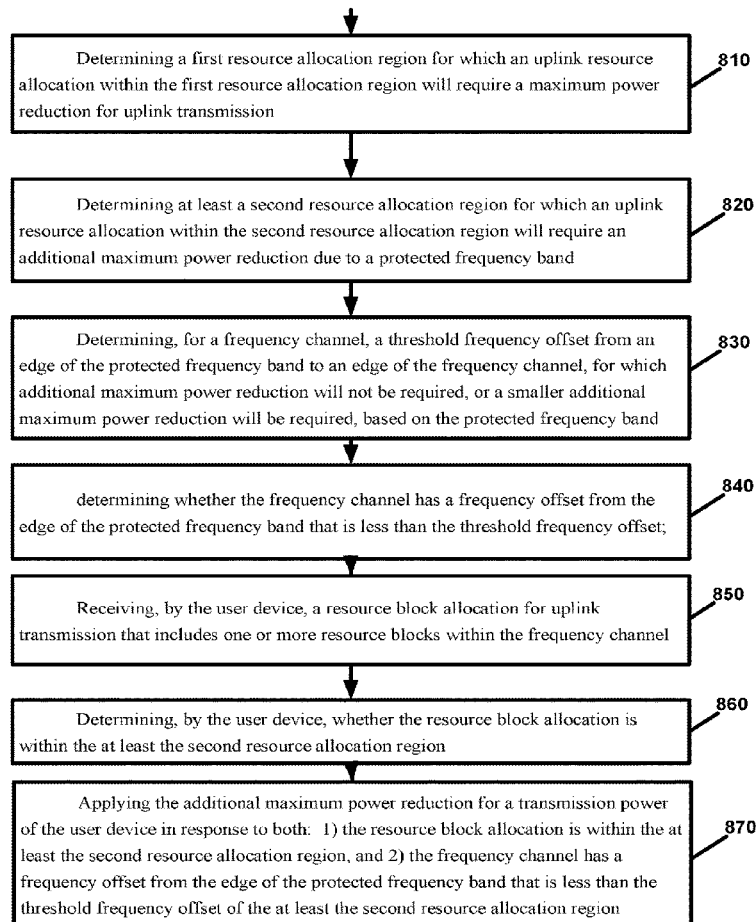 Determining a first resource allocation region for which an uplink resource
allocation within the first resource allocation region will require a maximum power
reduction for uplink transmission
810
Determining at least a second resource allocation region for which an uplink
resource allocation within the second resource allocation region will require an
additional maximum power reduction due to a protected frequency band
820
Determining, for a frequency channel, a threshold frequency offset from an
edge of the protected frequency band to an edge of the frequency channel, for which
additional maximum power reduction will not be required, or a smaller additional
maximum power reduction will be required, based on the protected frequency band
830
determining whether the frequency channel has a frequency offset from the
edge of the protected frequency band that is less than the threshold frequency offset;
840
Receiving, by the user device, a resource block allocation for uplink
transmission that includes one or more resource blocks within the frequency channel
850
Determining, by the user device, whether the resource block allocation is
within the at least the second resource allocation region
860
Applying the additional maximum power reduction for a transmission power
of the user device in response to both: 1) the resource block allocation is within the at
least the second resource allocation region, and 2) the frequency channel has a
frequency offset from the edge of the protected frequency band that is less than the
threshold frequency offset of the at least the second resource allocation region
870